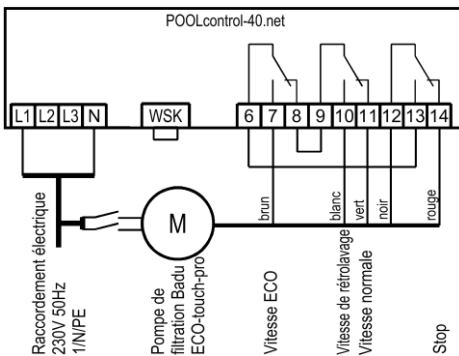 POOLcontrol-40.net
L1 L2 L3 N
WSK
6 7 8 9 10 11 12 13 14
brun
blanc
vert
noir
rouge
M
Raccordement électrique
230V 50Hz
1/N/PE
Pompe de
filtration Badu
ECO-touch-pro
Vitesse ECO
Vitesse de rétrolavage
Vitesse normale
Stop